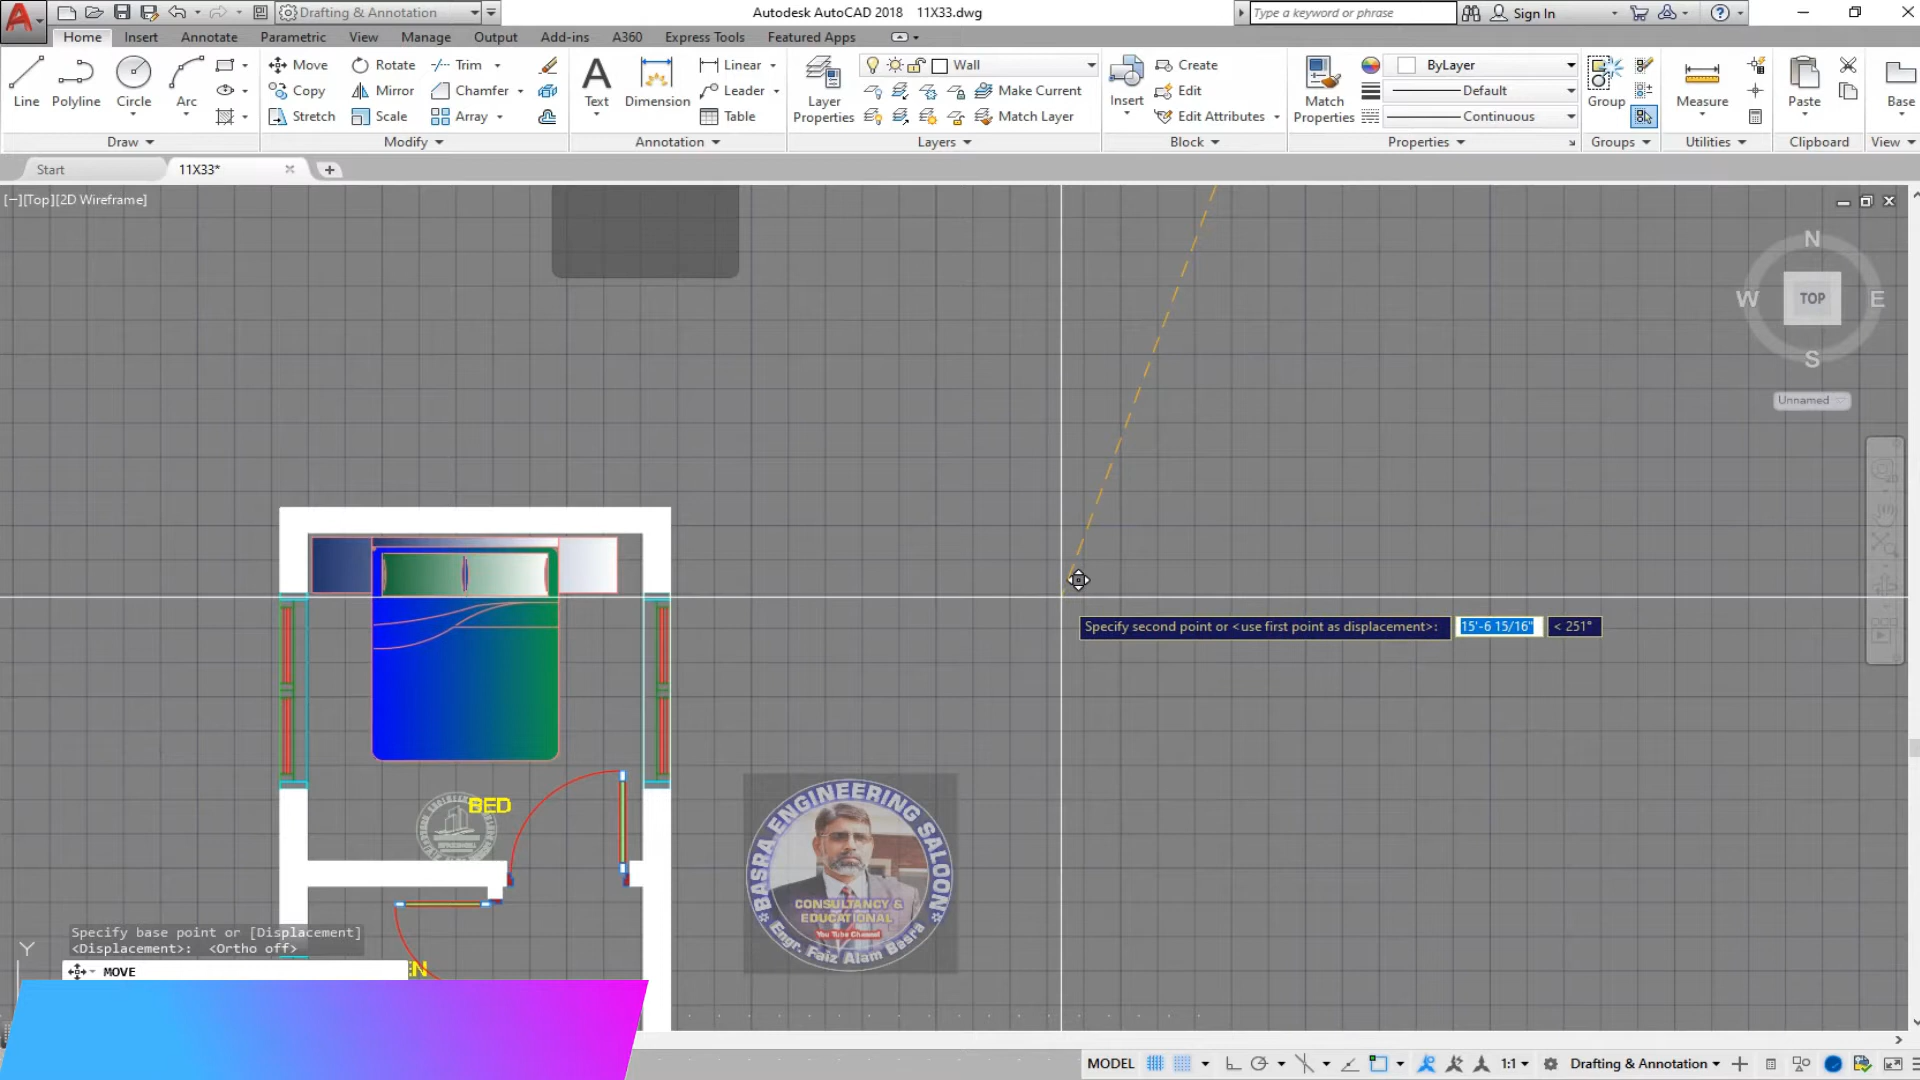 Drafting & Annotation
Autodesk AutoCAD 2018 11X33.dwg
Type a keyword or phrase
Sign In
Home Insert Annotate Parametric View Manage Output Add-ins A360 Express Tools Featured Apps
Line Polyline Circle Arc
Move Rotate Trim
Copy Mirror Chamfer
Stretch Scale Array
Text Dimension
Linear
Leader
Table
Layer Properties
Wall
Make Current
Match Layer
Insert
Create
Edit
Edit Attributes
Match Properties
ByLayer
Default
Continuous
Group Measure Paste Base
Draw Modify Annotation Layers Block Properties Groups Utilities Clipboard View
Start 11X33*
[−][Top][2D Wireframe]
N
W TOP E
S
Unnamed
Specify second point or <use first point as displacement>: 15'-6 15/16" < 251°
BED
BASRA ENGINEERING SALOON
CONSULTANCY &
EDUCATIONAL
You Tube Channel
Engr. Faiz Alam Basra
Specify base point or [Displacement]
<Displacement>: <Ortho off>
Y
MOVE
MODEL 1:1 Drafting & Annotation